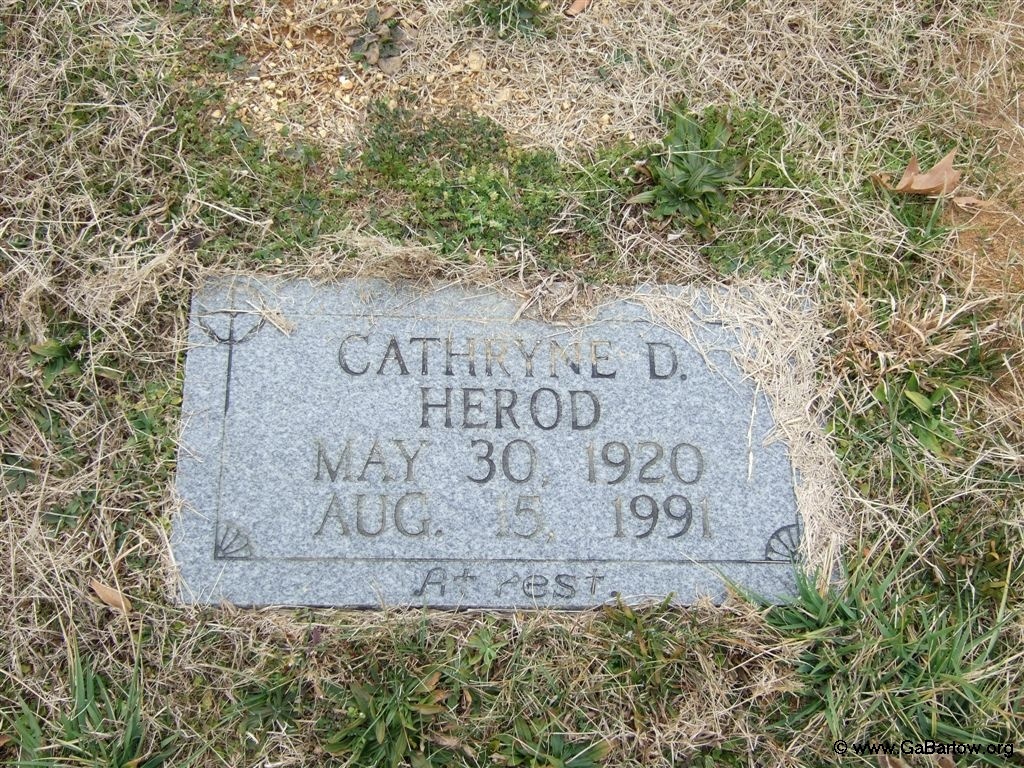 CATHRYNE D.
HEROD
MAY 30, 1920
AUG. 15, 1991
At rest.
© www.GaBartow.org